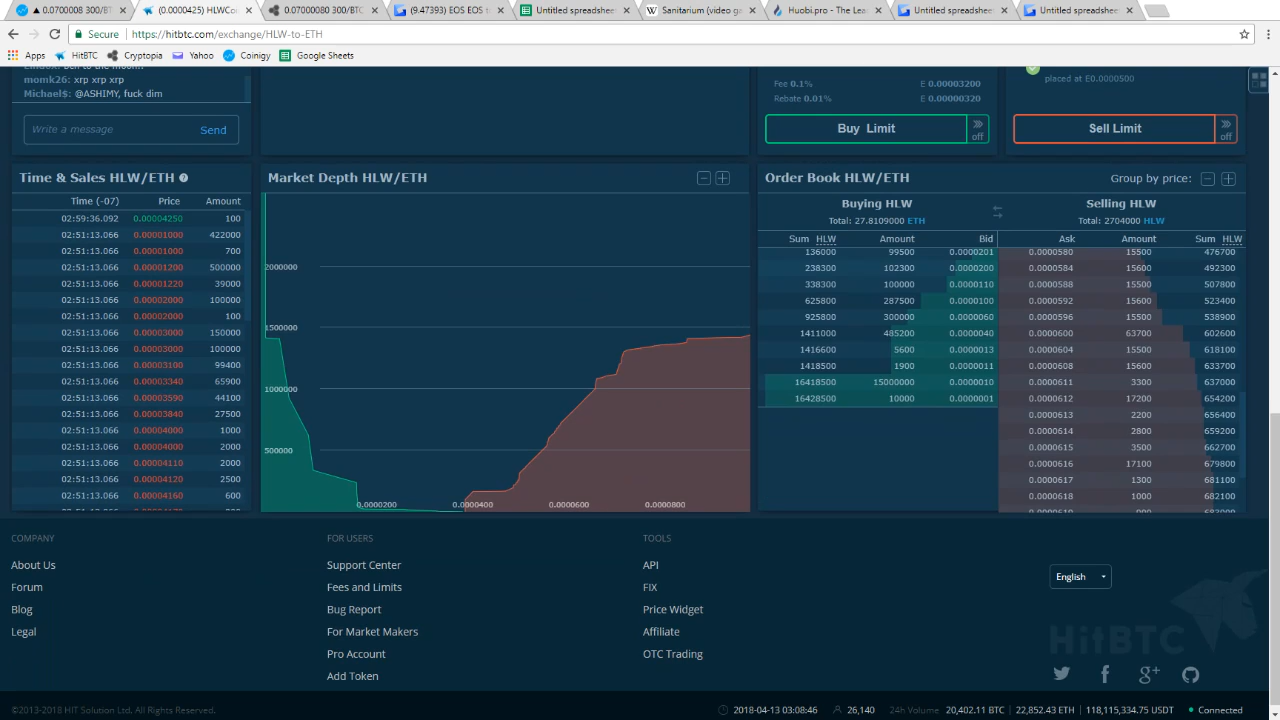 ▲ 0.0700008 300/BT
(0.0000425) HLWCo
0.07000080 300/BTC
(9.47393) EOS EOS t
Untitled spreadsheet
Sanitarium (video ga
Huobi.pro - The Lea
Untitled spreadsheet
Untitled spreadsheet
Secure
https://hitbtc.com/exchange/HLW-to-ETH
Apps
HitBTC
Cryptopia
Yahoo
Coinigy
Google Sheets
momk26: xrp xrp xrp
Michael$: @ASHIMY, fuck dim
Write a message
Send
Fee 0.1%
E 0.00003200
Rebate 0.01%
E 0.00000320
placed at E0.0000500
Buy Limit
off
Sell Limit
off
Time & Sales HLW/ETH
Time (-07) Price Amount
02:59:36.092 0.00004250 100
02:51:13.066 0.00001000 422000
02:51:13.066 0.00001000 700
02:51:13.066 0.00001200 500000
02:51:13.066 0.00001220 39000
02:51:13.066 0.00002000 100000
02:51:13.066 0.00002000 100
02:51:13.066 0.00003000 150000
02:51:13.066 0.00003000 100000
02:51:13.066 0.00003100 99400
02:51:13.066 0.00003340 65900
02:51:13.066 0.00003590 44100
02:51:13.066 0.00003840 27500
02:51:13.066 0.00004000 1000
02:51:13.066 0.00004000 2000
02:51:13.066 0.00004110 2000
02:51:13.066 0.00004120 2500
02:51:13.066 0.00004160 600
Market Depth HLW/ETH
2000000
1500000
1000000
500000
0.0000200
0.0000400
0.0000600
0.0000800
Order Book HLW/ETH
Group by price:
Buying HLW
Total: 27.8109000 ETH
Selling HLW
Total: 2704000 HLW
Sum HLW Amount Bid Ask Amount Sum HLW
136000 99500 0.0000201 0.0000580 15500 476700
238300 102300 0.0000200 0.0000584 15600 492300
338300 100000 0.0000110 0.0000588 15500 507800
625800 287500 0.0000100 0.0000592 15600 523400
925800 300000 0.0000060 0.0000596 15500 538900
1411000 485200 0.0000040 0.0000600 63700 602600
1416600 5600 0.0000013 0.0000604 15500 618100
1418500 1900 0.0000011 0.0000608 15600 633700
16418500 15000000 0.0000010 0.0000611 3300 637000
16428500 10000 0.0000001 0.0000612 17200 654200
0.0000613 2200 656400
0.0000614 2800 659200
0.0000615 3500 662700
0.0000616 17100 679800
0.0000617 1300 681100
0.0000618 1000 682100
COMPANY
About Us
Forum
Blog
Legal
FOR USERS
Support Center
Fees and Limits
Bug Report
For Market Makers
Pro Account
Add Token
TOOLS
API
FIX
Price Widget
Affiliate
OTC Trading
English
HitBTC
©2013-2018 HIT Solution Ltd. All Rights Reserved.
2018-04-13 03:08:46
26,140
24h Volume 20,402.11 BTC | 22,852.43 ETH | 118,115,334.75 USDT
Connected